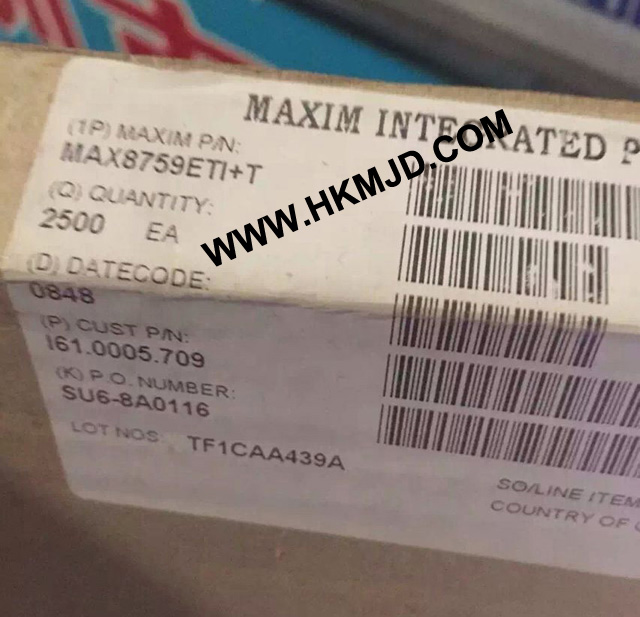 MAXIM INTEGRATED P
(1P) MAXIM P/N:
MAX8759ETI+T
(Q) QUANTITY:
2500 EA
(D) DATECODE:
0848
(P) CUST P/N:
I61.0005.709
(K) P.O. NUMBER:
SU6-8A0116
LOT NOS TF1CAA439A
SO/LINE ITEM
COUNTRY OF
WWW.HKMJD.COM